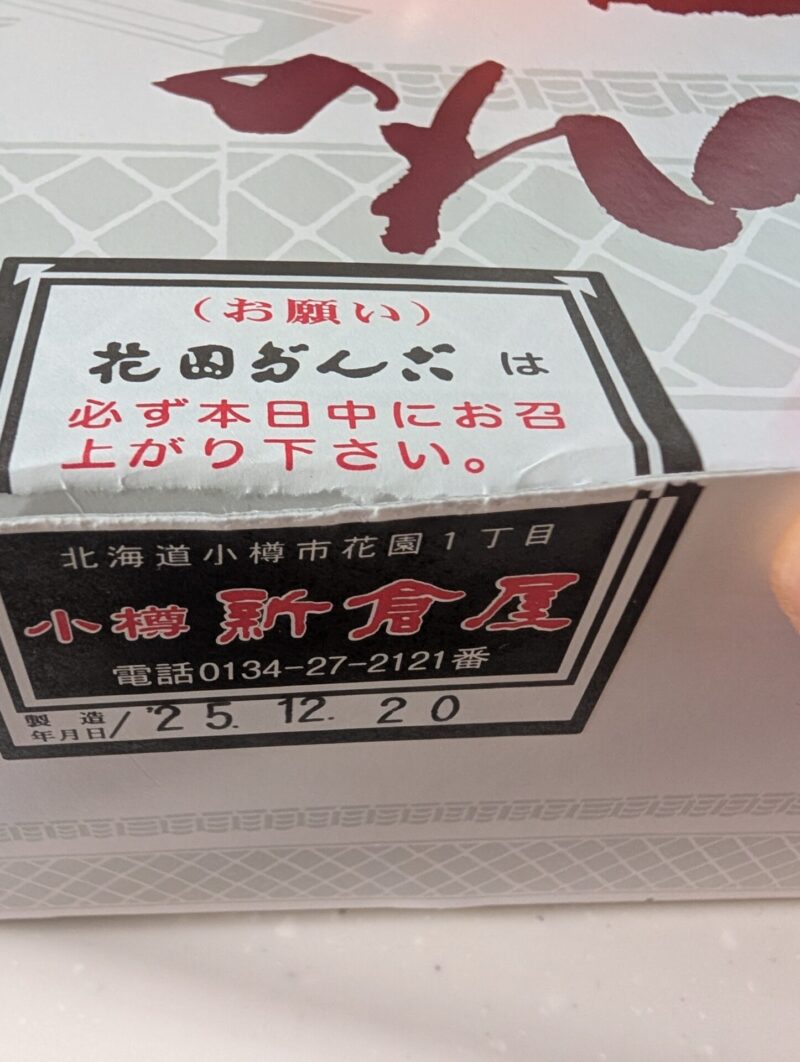 (お願い)
花園だんごは
必ず本日中にお召
上がり下さい。
北海道小樽市花園1丁目
小樽 新倉屋
電話0134-27-2121番
製造年月日/'25.12.20